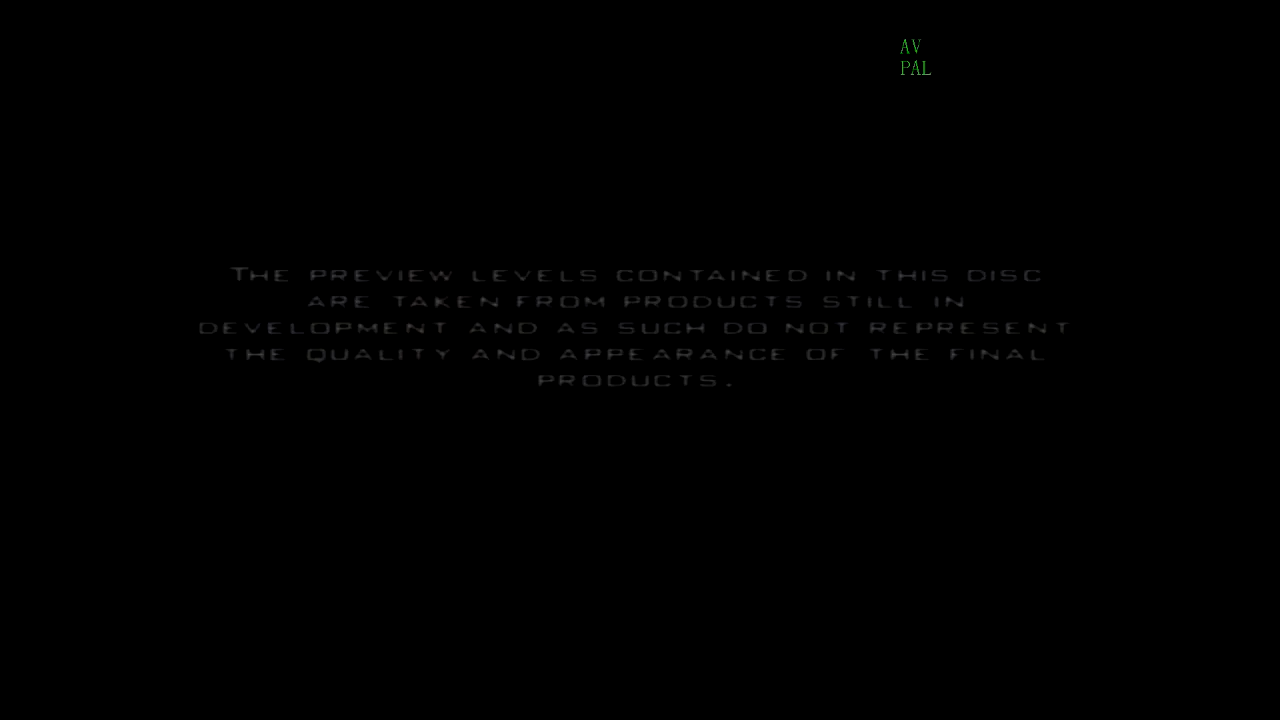 AV
PAL
THE PREVIEW LEVELS CONTAINED IN THIS DISC
ARE TAKEN FROM PRODUCTS STILL IN
DEVELOPMENT AND AS SUCH DO NOT REPRESENT
THE QUALITY AND APPEARANCE OF THE FINAL
PRODUCTS.